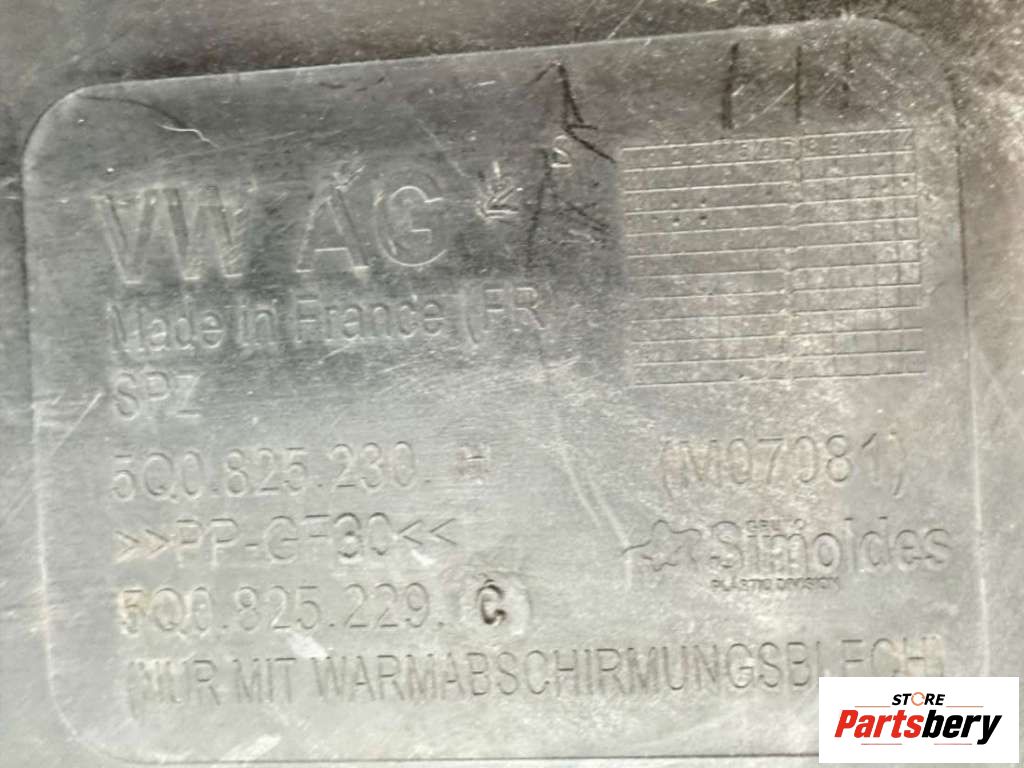 VW AG
Made in France (FR
SPZ
5Q0.825.230. H
(M07981)
>>PP-GF30<<
Simoldes
PLASTIC DIVISION
5Q0.825.229. C
(NUR MIT WARMABSCHIRMUNGSBLECH)
STORE
Partsbery